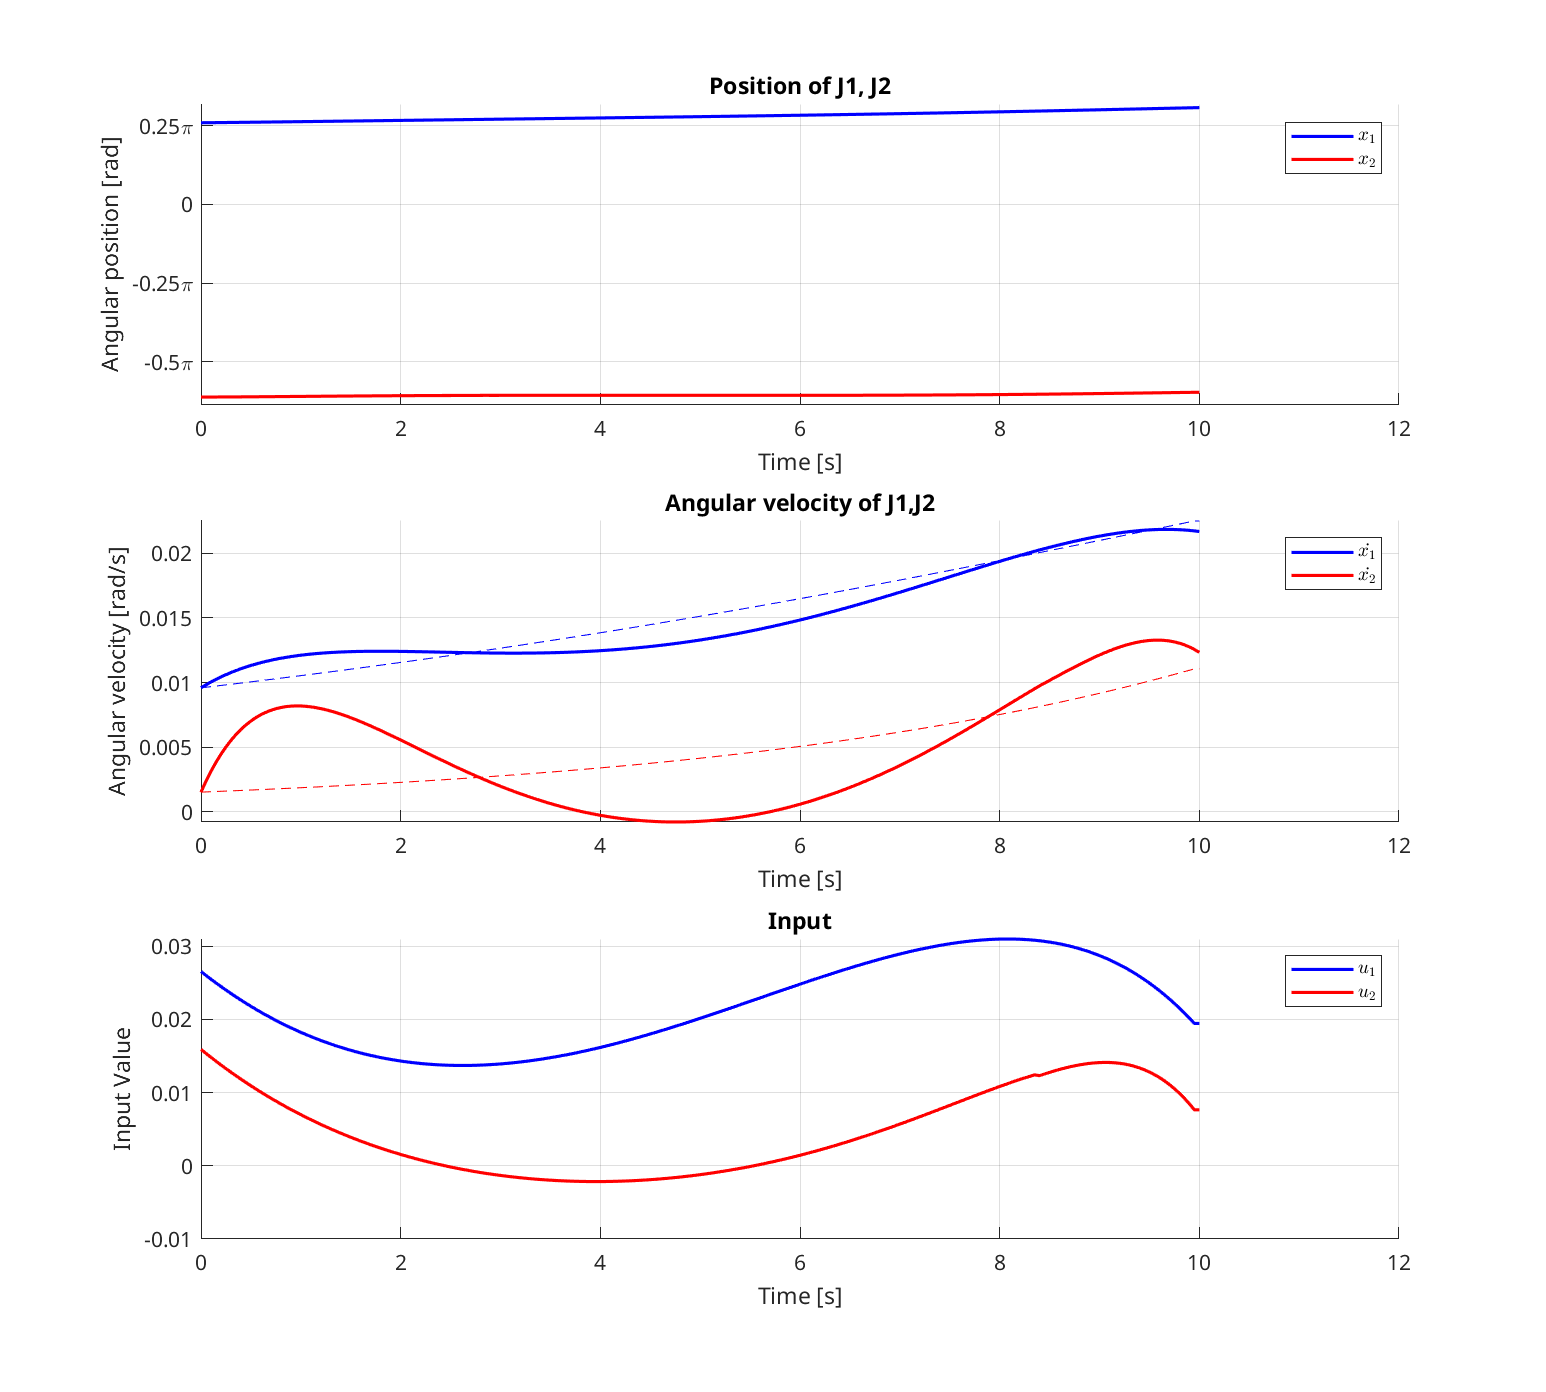 Position of J1, J2
Angular position [rad]
0.25π
0
-0.25π
-0.5π
x₁
x₂
0 2 4 6 8 10 12
Time [s]
Angular velocity of J1,J2
Angular velocity [rad/s]
0.02
0.015
0.01
0.005
0
ẋ₁
ẋ₂
0 2 4 6 8 10 12
Time [s]
Input
Input Value
0.03
0.02
0.01
0
-0.01
u₁
u₂
0 2 4 6 8 10 12
Time [s]